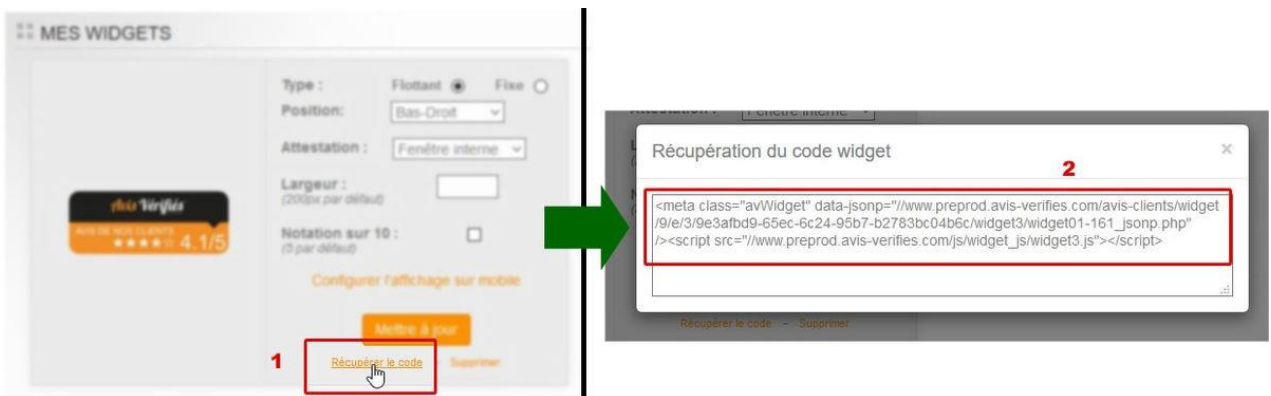 MES WIDGETS
Type : Flottant Fixe
Position: Bas-Droit
Attestation : Fenêtre interne
Largeur :
(200px par défaut)
Notation sur 10 :
(5 par défaut)
Avis Vérifiés
AVIS DE NOS CLIENTS
4.1/5
Configurer l'affichage sur mobile
Mettre à jour
1
Récupérer le code - Supprimer
Attestation : Fenêtre interne
Récupération du code widget ×
2
<meta class="avWidget" data-jsonp="//www.preprod.avis-verifies.com/avis-clients/widget
/9/e/3/9e3afbd9-65ec-6c24-95b7-b2783bc04b6c/widget3/widget01-161_jsonp.php"
/><script src="//www.preprod.avis-verifies.com/js/widget_js/widget3.js"></script>
Récupérer le code - Supprimer